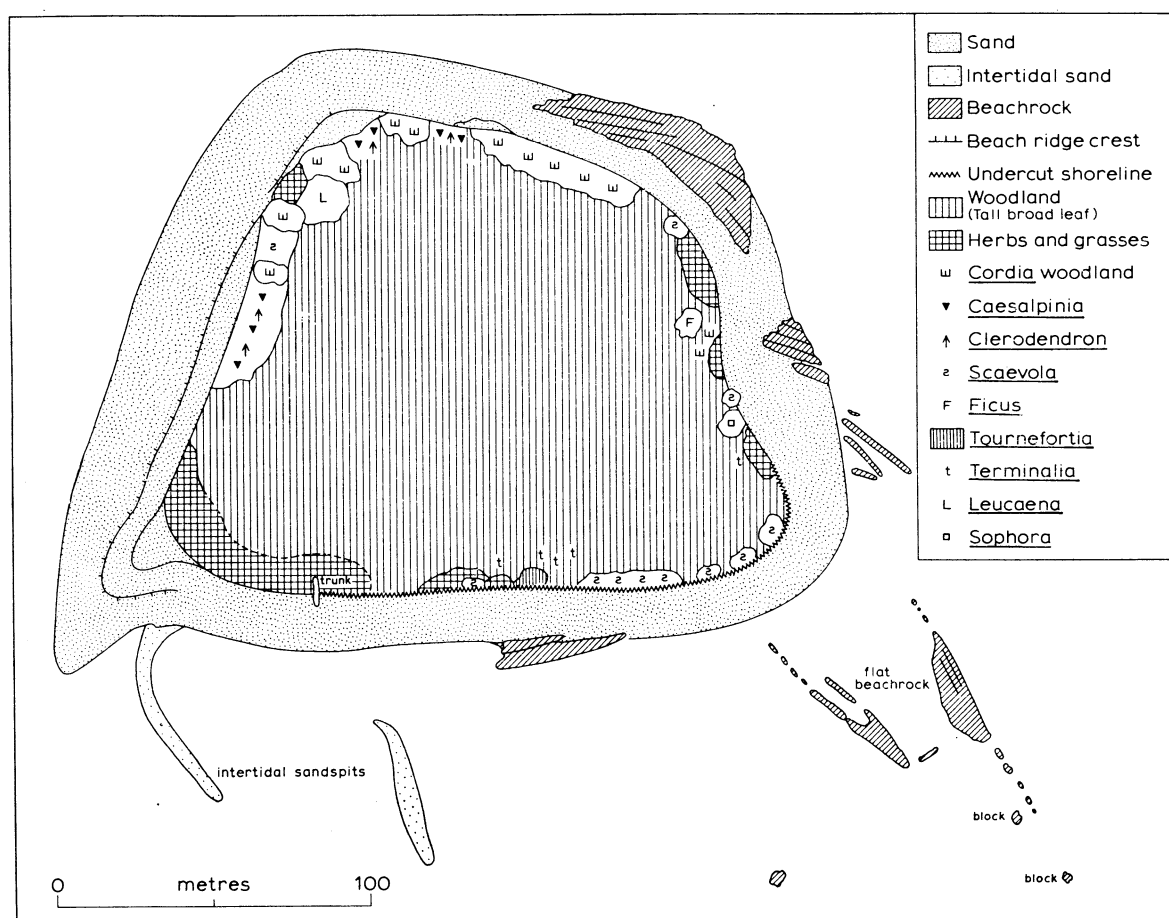 Sand
Intertidal sand
Beachrock
Beach ridge crest
Undercut shoreline
Woodland
(Tall broad leaf)
Herbs and grasses
Cordia woodland
Caesalpinia
Clerodendron
Scaevola
F Ficus
Tournefortia
t Terminalia
L Leucaena
Sophora
L
F
t
t
t
t
t
t
trunk
flat
beachrock
intertidal sandspits
block
block
0 metres 100